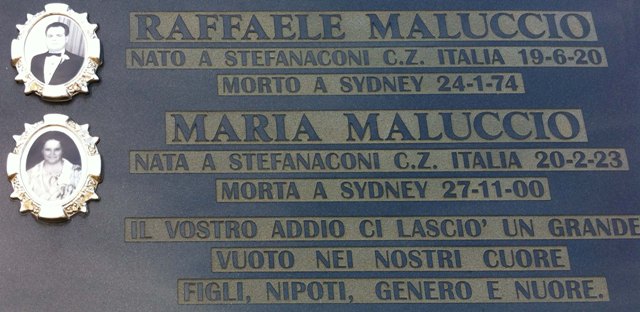 RAFFAELE MALUCCIO
NATO A STEFANACONI C.Z. ITALIA 19-6-20
MORTO A SYDNEY 24-1-74
MARIA MALUCCIO
NATA A STEFANACONI C.Z. ITALIA 20-2-23
MORTA A SYDNEY 27-11-00
IL VOSTRO ADDIO CI LASCIO' UN GRANDE
VUOTO NEI NOSTRI CUORE
FIGLI, NIPOTI, GENERO E NUORE.